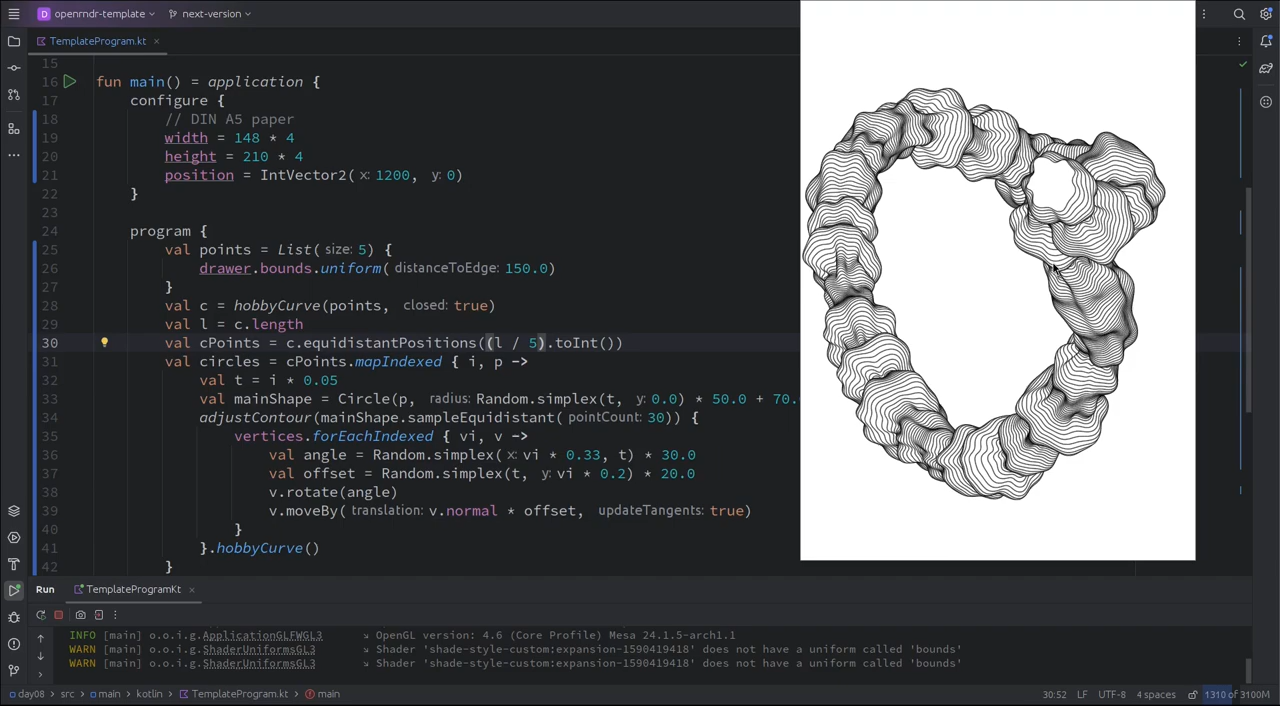 D openrndr-template next-version
TemplateProgram.kt
15
16 fun main() = application {
17 configure {
18 // DIN A5 paper
19 width = 148 * 4
20 height = 210 * 4
21 position = IntVector2( x: 1200, y: 0)
22 }
23
24 program {
25 val points = List( size: 5) {
26 drawer.bounds.uniform( distanceToEdge: 150.0)
27 }
28 val c = hobbyCurve(points, closed: true)
29 val l = c.length
30 val cPoints = c.equidistantPositions((l / 5).toInt())
31 val circles = cPoints.mapIndexed { i, p ->
32 val t = i * 0.05
33 val mainShape = Circle(p, radius: Random.simplex(t, y: 0.0) * 50.0 + 70.
34 adjustContour(mainShape.sampleEquidistant( pointCount: 30)) {
35 vertices.forEachIndexed { vi, v ->
36 val angle = Random.simplex( x: vi * 0.33, t) * 30.0
37 val offset = Random.simplex(t, y: vi * 0.2) * 20.0
38 v.rotate(angle)
39 v.moveBy( translation: v.normal * offset, updateTangents: true)
40 }
41 }.hobbyCurve()
42 }
Run TemplateProgramKt
INFO [main] o.o.i.g.ApplicationGLFWGL3 ↘ OpenGL version: 4.6 (Core Profile) Mesa 24.1.5-arch1.1
WARN [main] o.o.i.g.ShaderUniformsGL3 ↘ Shader 'shade-style-custom:expansion-1590419418' does not have a uniform called 'bounds'
WARN [main] o.o.i.g.ShaderUniformsGL3 ↘ Shader 'shade-style-custom:expansion-1590419418' does not have a uniform called 'bounds'
day08 > src > main > kotlin > TemplateProgram.kt > main 30:52 LF UTF-8 4 spaces 1310 of 3100M